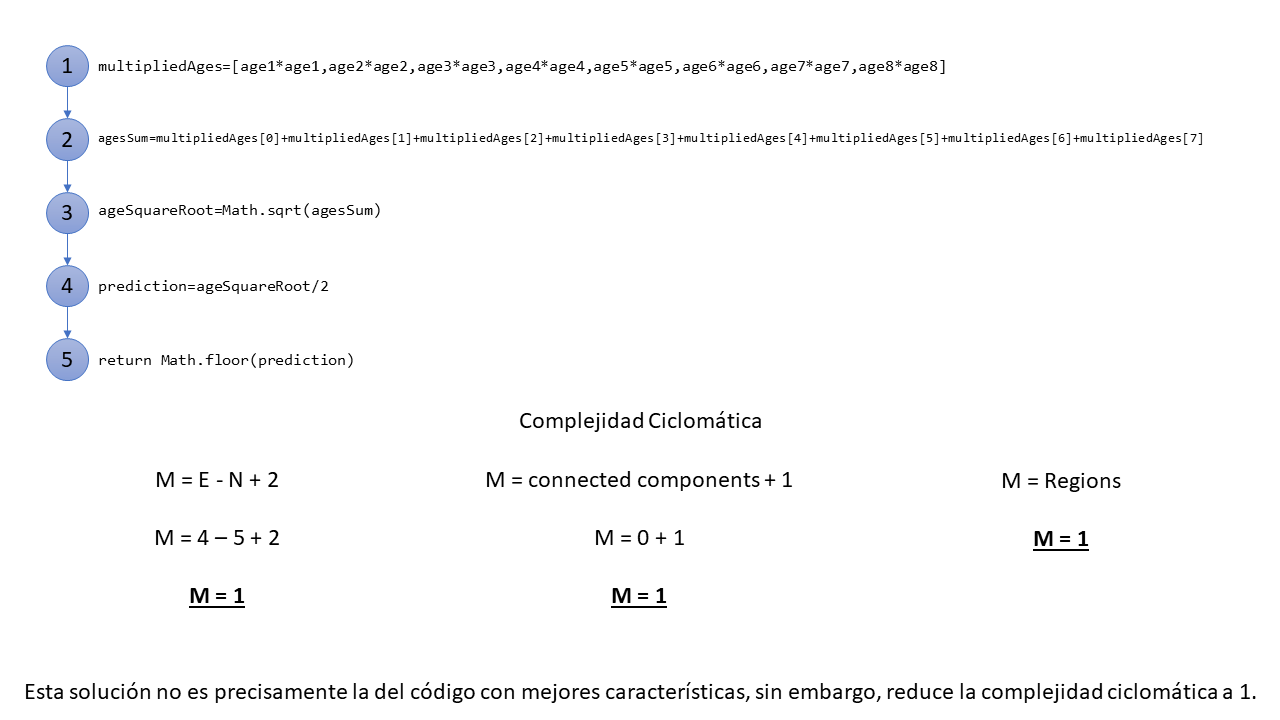 1 multipliedAges=[age1*age1,age2*age2,age3*age3,age4*age4,age5*age5,age6*age6,age7*age7,age8*age8]
2 agesSum=multipliedAges[0]+multipliedAges[1]+multipliedAges[2]+multipliedAges[3]+multipliedAges[4]+multipliedAges[5]+multipliedAges[6]+multipliedAges[7]
3 ageSquareRoot=Math.sqrt(agesSum)
4 prediction=ageSquareRoot/2
5 return Math.floor(prediction)
Complejidad Ciclomática
M = E - N + 2
M = 4 – 5 + 2
M = 1
M = connected components + 1
M = 0 + 1
M = 1
M = Regions
M = 1
Esta solución no es precisamente la del código con mejores características, sin embargo, reduce la complejidad ciclomática a 1.